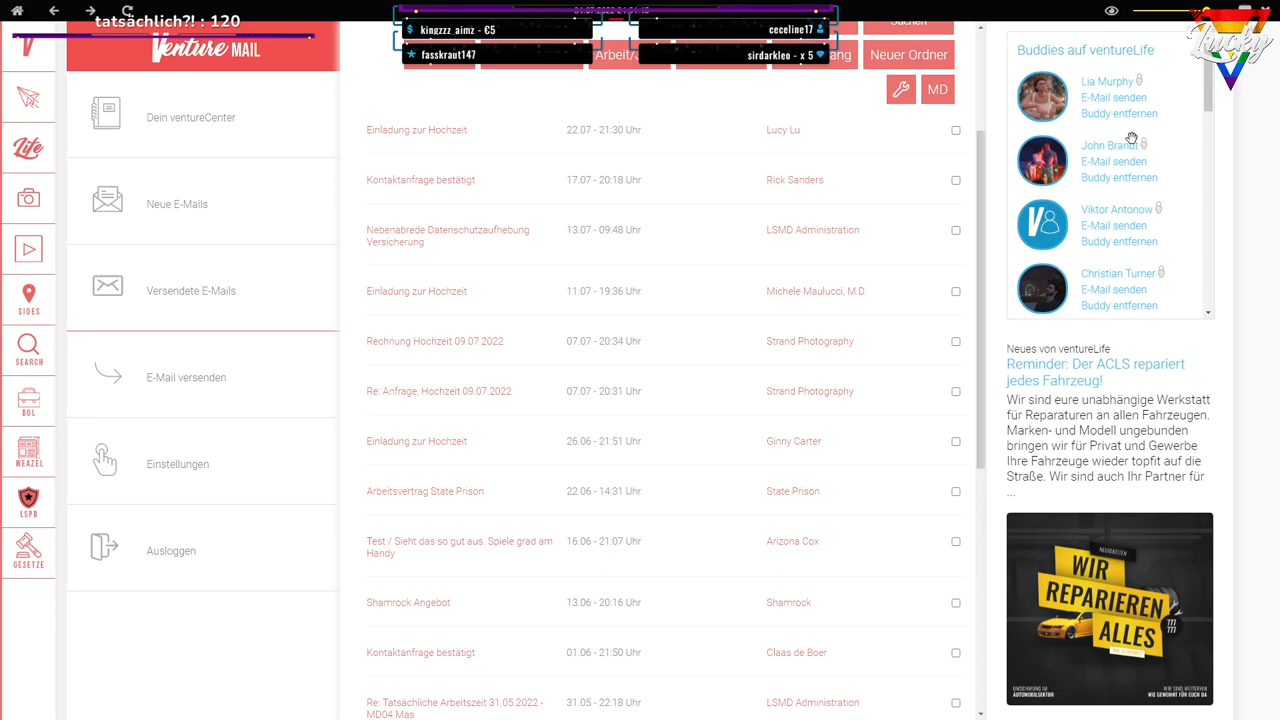 tatsächlich?! : 120
kingzzz_aimz - €5
ceceline17
fasskraut147
sirdarkleo - x 5
Lucky
Venture MAIL
Suchen
Neuer Ordner
MD
Dein ventureCenter
Neue E-Mails
Versendete E-Mails
E-Mail versenden
Einstellungen
Ausloggen
Life
SIDES
SEARCH
BOL
WEAZEL
LSPD
GESETZE
Einladung zur Hochzeit 22.07 - 21:30 Uhr Lucy Lu
Kontaktanfrage bestätigt 17.07 - 20:18 Uhr Rick Sanders
Nebenabrede Datenschutzaufhebung 13.07 - 09:48 Uhr LSMD Administration
Versicherung
Einladung zur Hochzeit 11.07 - 19:36 Uhr Michele Maulucci, M.D.
Rechnung Hochzeit 09.07.2022 07.07 - 20:34 Uhr Strand Photography
Re: Anfrage, Hochzeit 09.07.2022 07.07 - 20:31 Uhr Strand Photography
Einladung zur Hochzeit 26.06 - 21:51 Uhr Ginny Carter
Arbeitsvertrag State Prison 22.06 - 14:31 Uhr State Prison
Test / Sieht das so gut aus. Spiele grad am 16.06 - 21:07 Uhr Arizona Cox
Handy
Shamrock Angebot 13.06 - 20:16 Uhr Shamrock
Kontaktanfrage bestätigt 01.06 - 21:50 Uhr Claas de Boer
Re: Tatsächliche Arbeitszeit 31.05.2022 - 31.05 - 22:18 Uhr LSMD Administration
MD04 Mas
Buddies auf ventureLife
Lia Murphy
E-Mail senden
Buddy entfernen
John Brandt
E-Mail senden
Buddy entfernen
Viktor Antonow
E-Mail senden
Buddy entfernen
Christian Turner
E-Mail senden
Buddy entfernen
Neues von ventureLife
Reminder: Der ACLS repariert
jedes Fahrzeug!
Wir sind eure unabhängige Werkstatt
für Reparaturen an allen Fahrzeugen.
Marken- und Modell ungebunden
bringen wir für Privat und Gewerbe
Ihre Fahrzeuge wieder topfit auf die
Straße. Wir sind auch Ihr Partner für
...
NEUIGKEITEN
WIR
REPARIEREN
ALLES